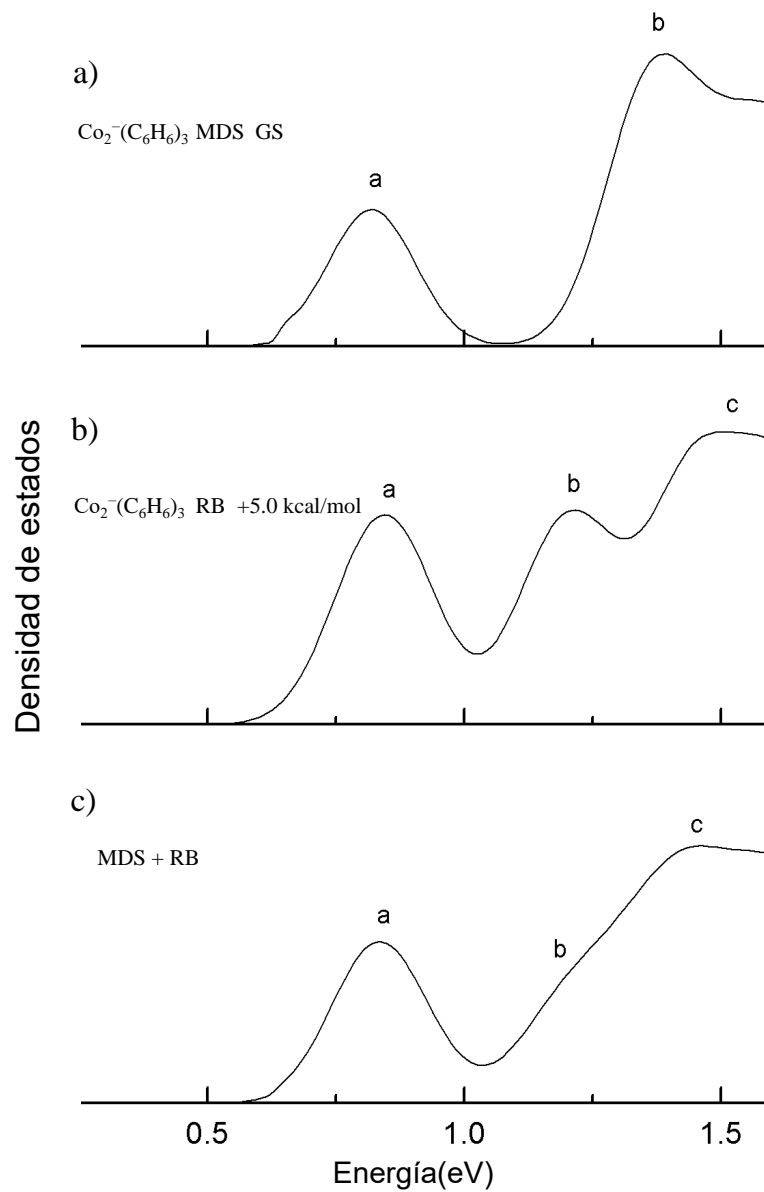 b
a)
Co₂⁻(C₆H₆)₃ MDS GS
a
c
b)
b
a
Co₂⁻(C₆H₆)₃ RB +5.0 kcal/mol
Densidad de estados
c)
c
MDS + RB
a
b
0.5 1.0 1.5
Energía(eV)